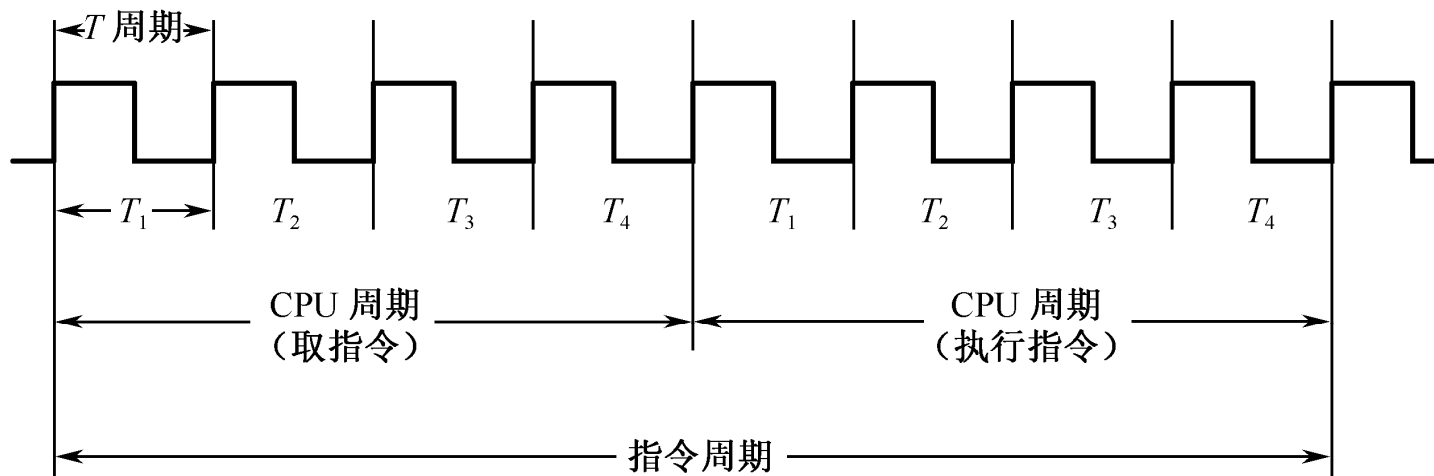 T 周期
T₁ T₂ T₃ T₄ T₁ T₂ T₃ T₄
CPU 周期 CPU 周期
（取指令） （执行指令）
指令周期